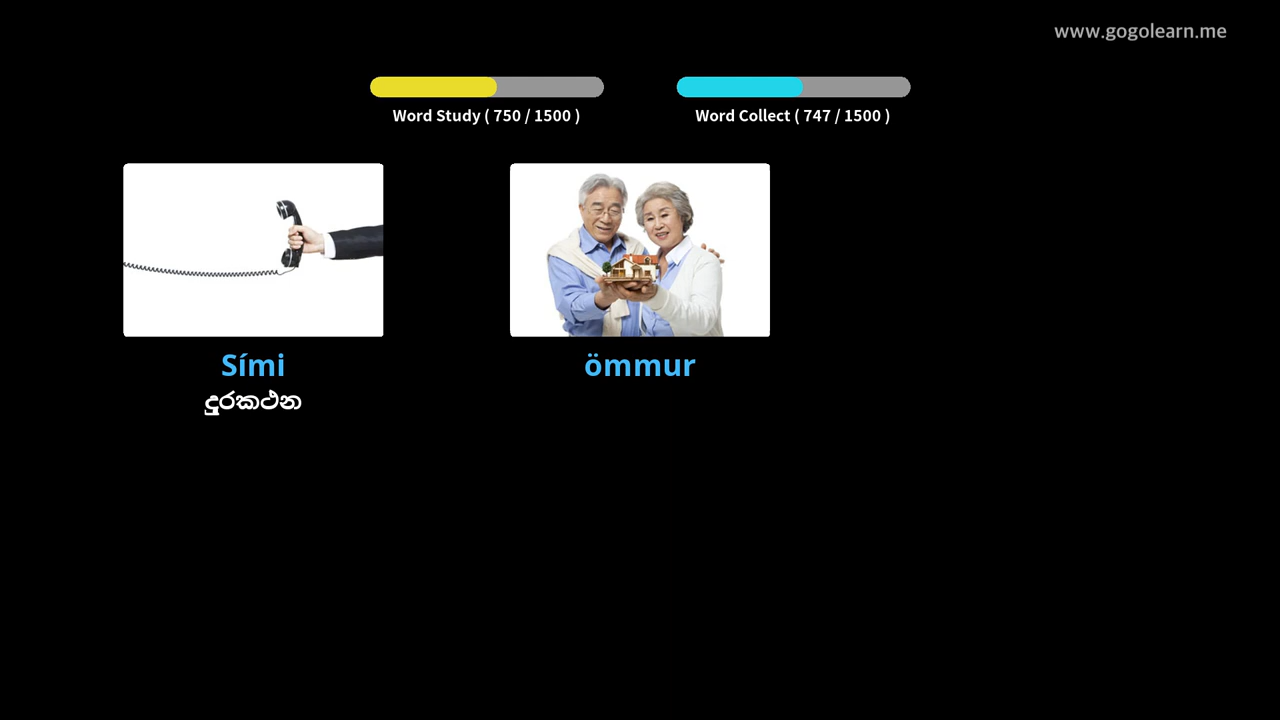 www.gogolearn.me
Word Study ( 750 / 1500 )
Word Collect ( 747 / 1500 )
Sími
දුරකථන
ömmur